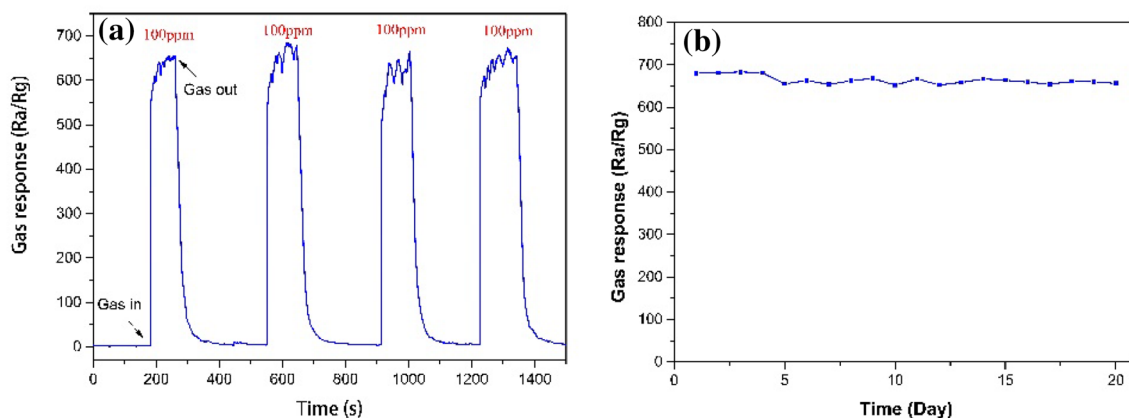 (a)
100ppm 100ppm 100ppm 100ppm
Gas out
Gas in
Gas response (Ra/Rg)
700
600
500
400
300
200
100
0
0 200 400 600 800 1000 1200 1400
Time (s)
(b)
Gas response (Ra/Rg)
800
700
600
500
400
300
200
100
0
0 5 10 15 20
Time (Day)